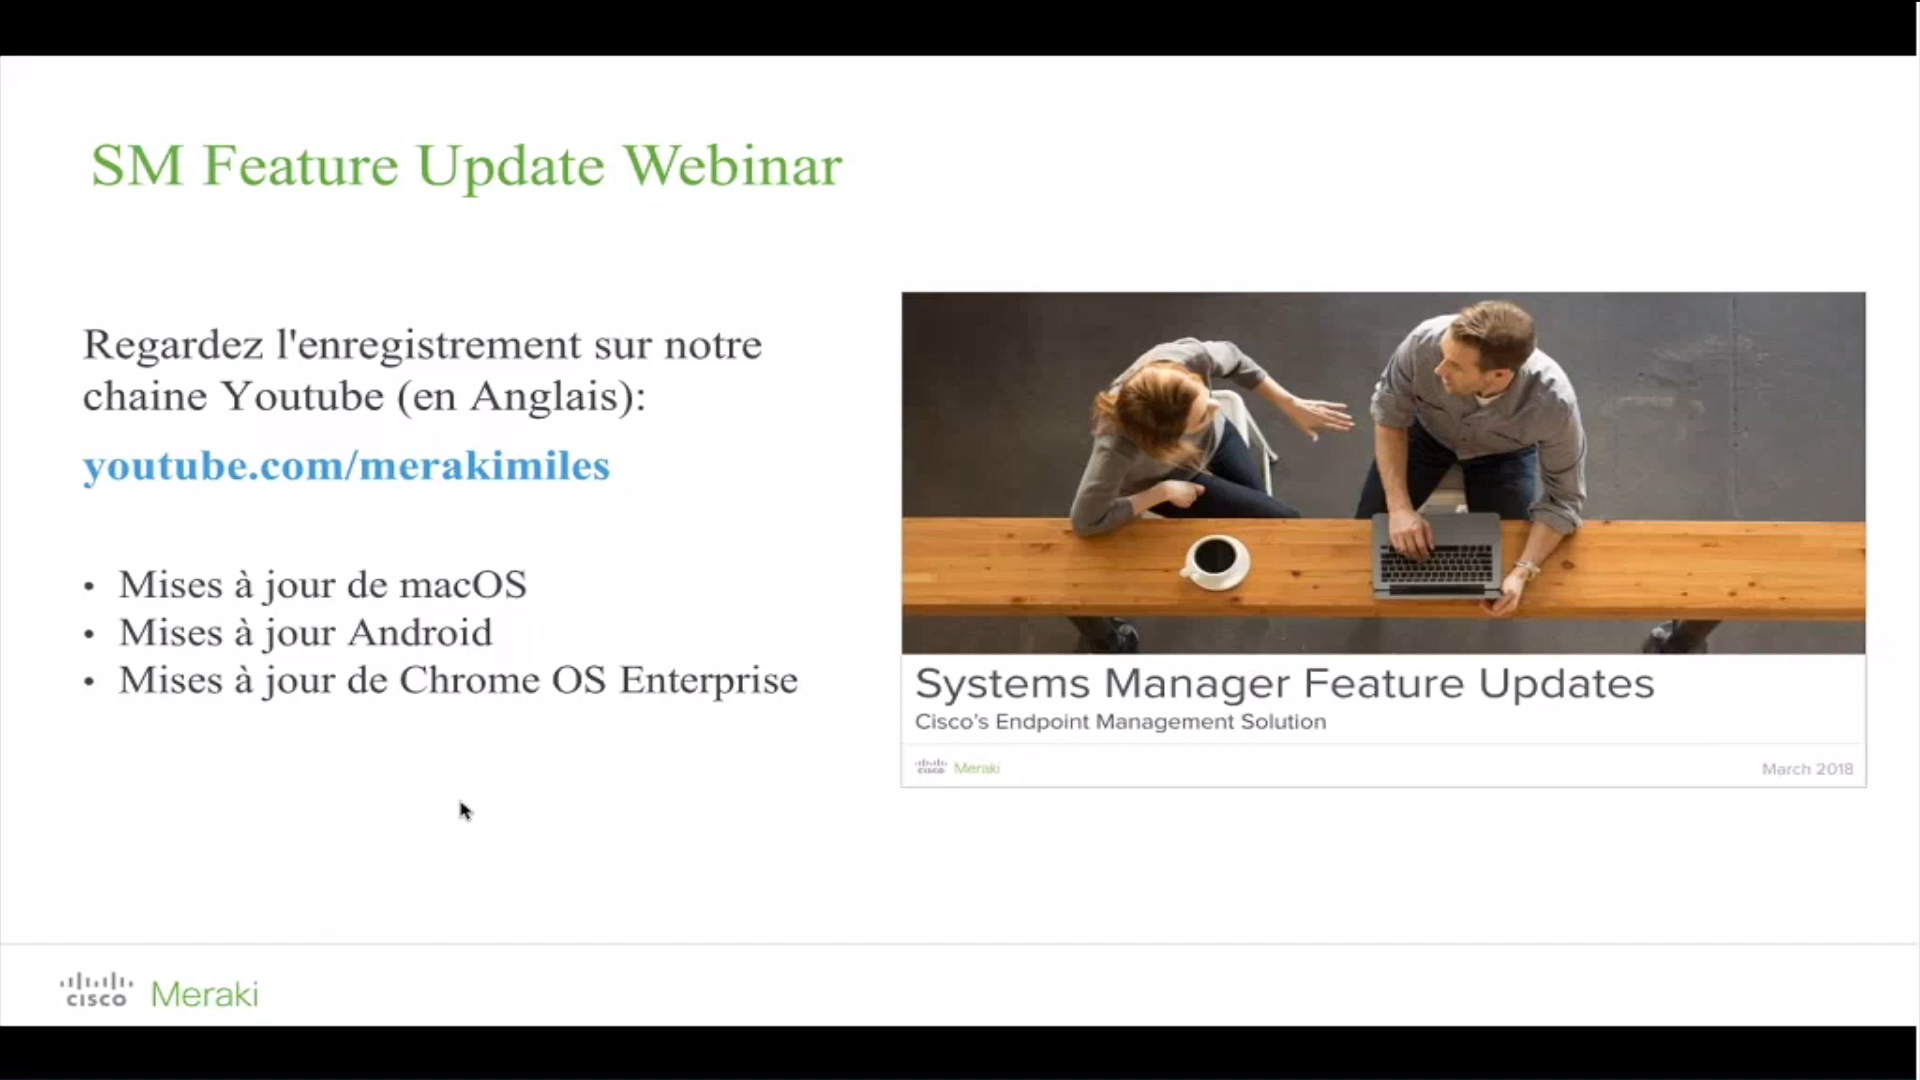 SM Feature Update Webinar
Regardez l'enregistrement sur notre
chaine Youtube (en Anglais):
youtube.com/merakimiles
• Mises à jour de macOS
• Mises à jour Android
• Mises à jour de Chrome OS Enterprise
Systems Manager Feature Updates
Cisco's Endpoint Management Solution
cisco Meraki
March 2018
cisco Meraki